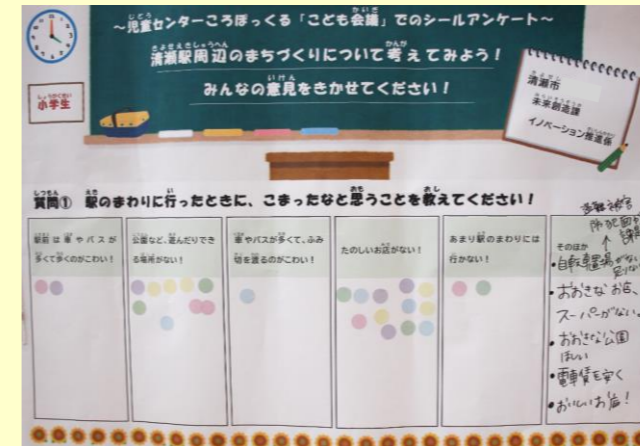 ～児童センターころぽっくる「こども会議」でのシールアンケート～
清瀬駅周辺のまちづくりについて考えてみよう！
みんなの意見をきかせてください！
小学生
清瀬市
未来創造課
イノベーション推進係
質問① 駅のまわりに行ったときに、こまったなと思うことを教えてください！
駅前は車やバスが
多くて歩くのがこわい！
公園など、遊んだりでき
る場所がない！
車やバスが多くて、ふみ
切を渡るのがこわい！
たのしいお店がない！
あまり駅のまわりには
行かない！
そのほか
・自転車置場がない
足りない
・おおきなお店、
スーパーがない。
・おおきな公園
ほしい
・電車賃を安く
・おいしいお店！